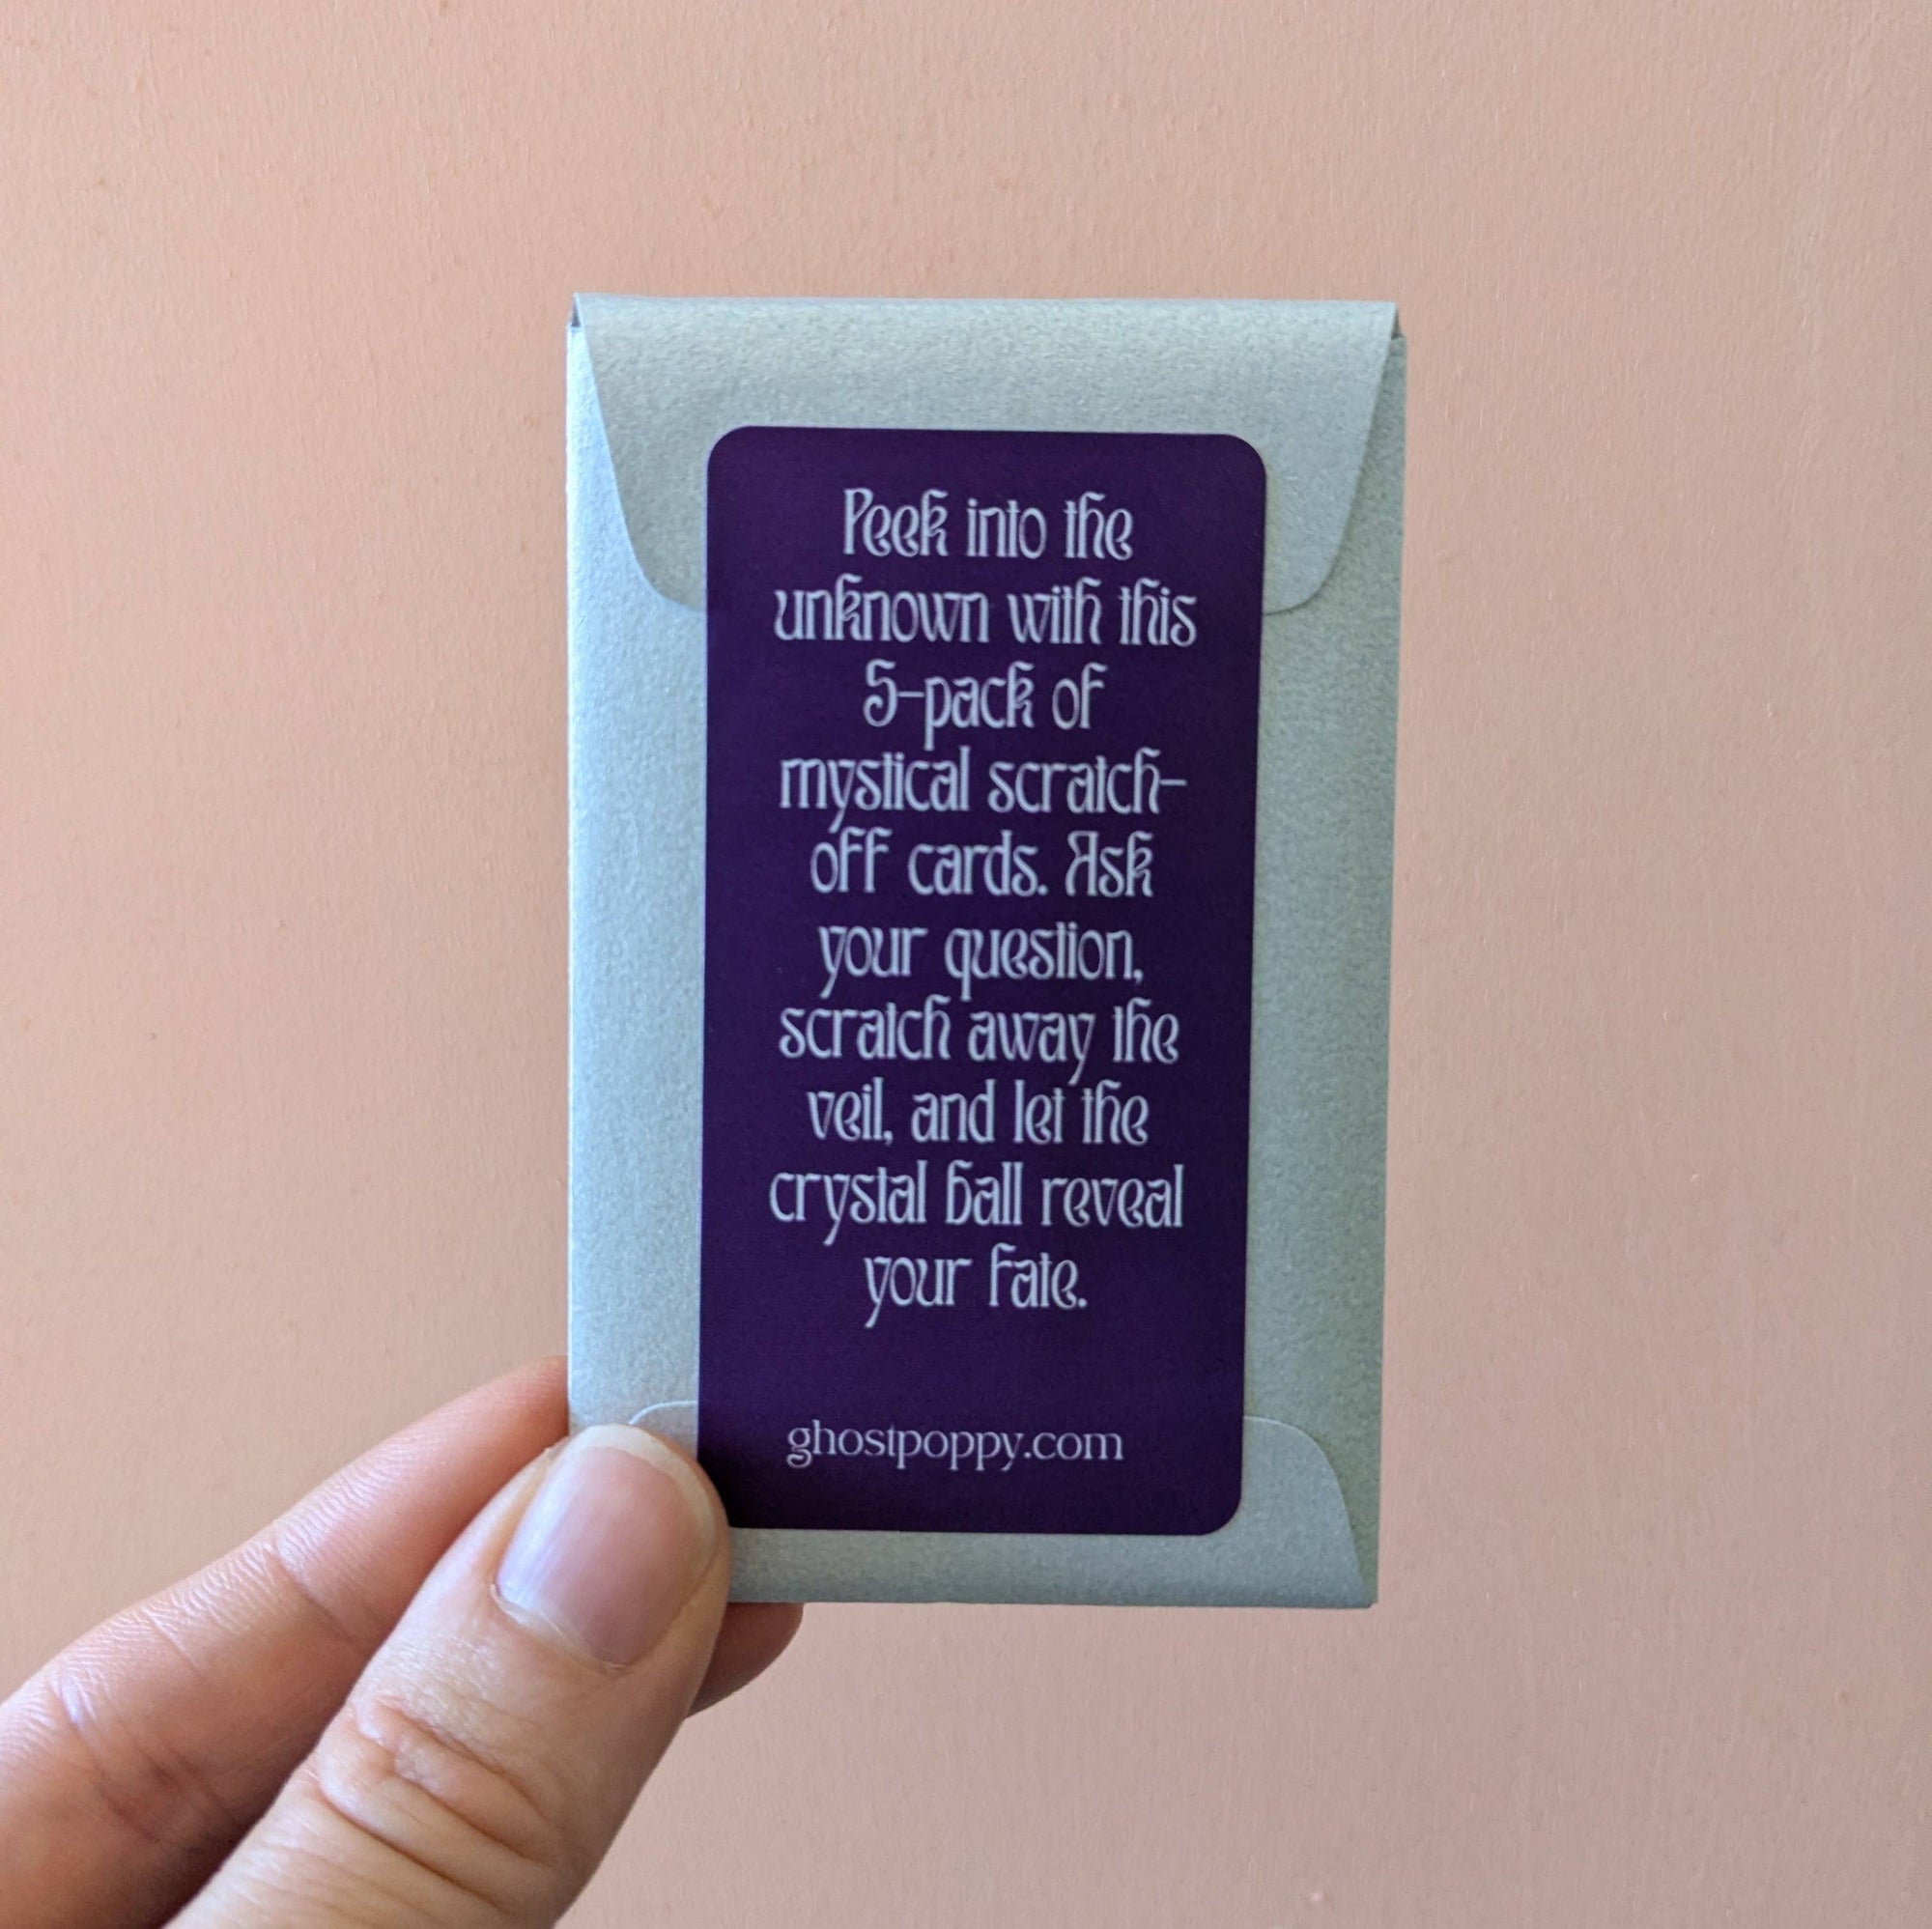 Peek into the
unknown with this
5-pack of
mystical scratch-
off cards. Ask
your question,
scratch away the
veil, and let the
crystal ball reveal
your fate.
ghostpoppy.com